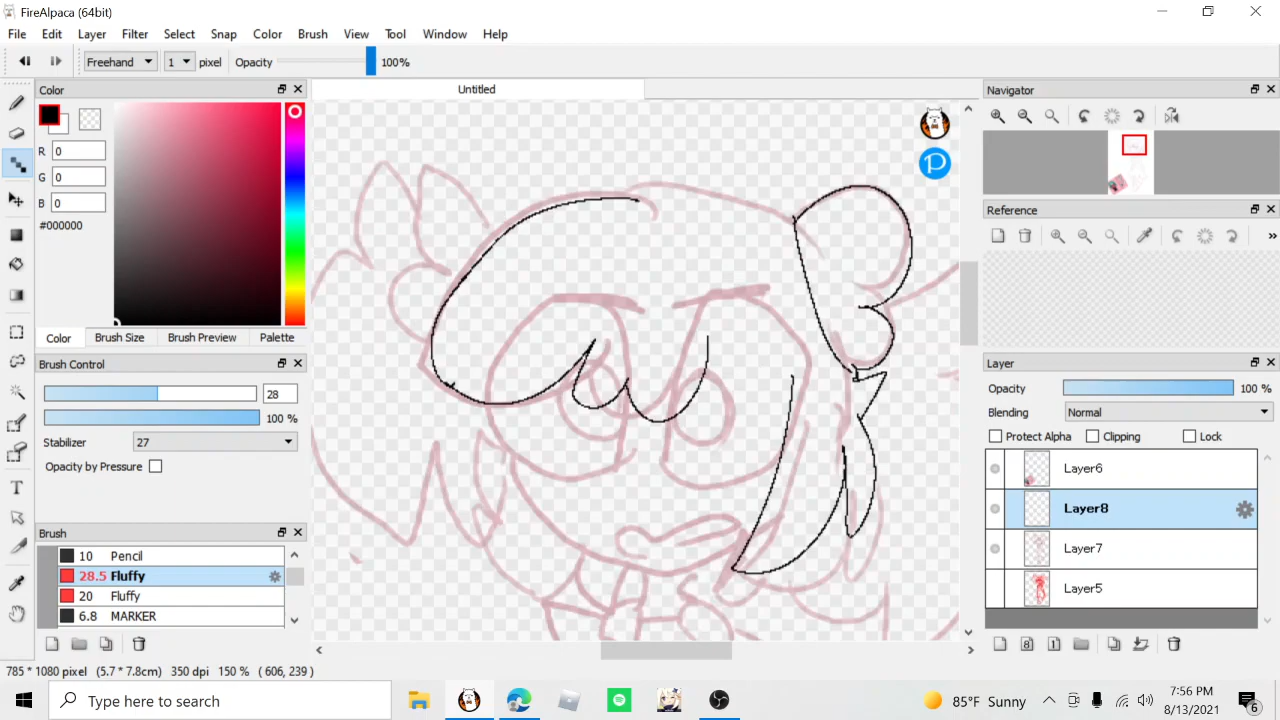 FireAlpaca (64bit)
File Edit Layer Filter Select Snap Color Brush View Tool Window Help
Freehand 1 pixel Opacity 100%
Color
Untitled
Navigator
R 0
G 0
B 0
#000000
Reference
Color Brush Size Brush Preview Palette
Brush Control
28
100 %
Stabilizer 27
Opacity by Pressure
Layer
Opacity 100 %
Blending Normal
Protect Alpha Clipping Lock
Layer6
Layer8
Layer7
Layer5
Brush
10 Pencil
28.5 Fluffy
20 Fluffy
6.8 MARKER
785 * 1080 pixel (5.7 * 7.8cm) 350 dpi 150 % ( 606, 239 )
Type here to search
85°F Sunny
7:56 PM
8/13/2021
6